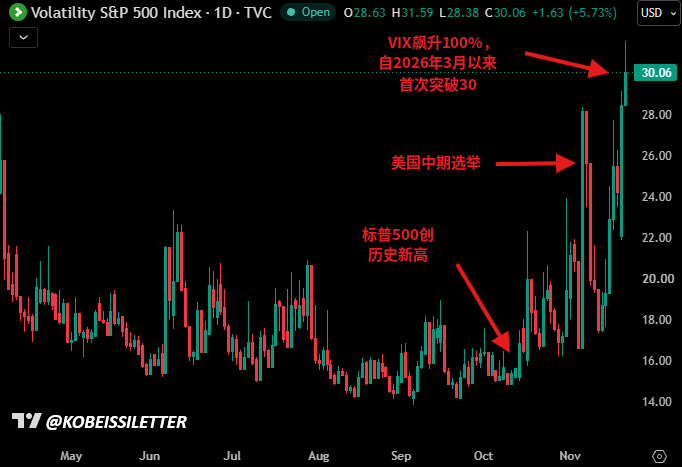 Volatility S&P 500 Index · 1D · TVC Open O28.63 H31.59 L28.38 C30.06 +1.63 (+5.73%) USD
VIX飙升100%，
自2026年3月以来
首次突破30
30.06
28.00
美国中期选举
26.00
24.00
标普500创
历史新高
22.00
20.00
18.00
16.00
14.00
@KOBEISSILETTER
May Jun Jul Aug Sep Oct Nov